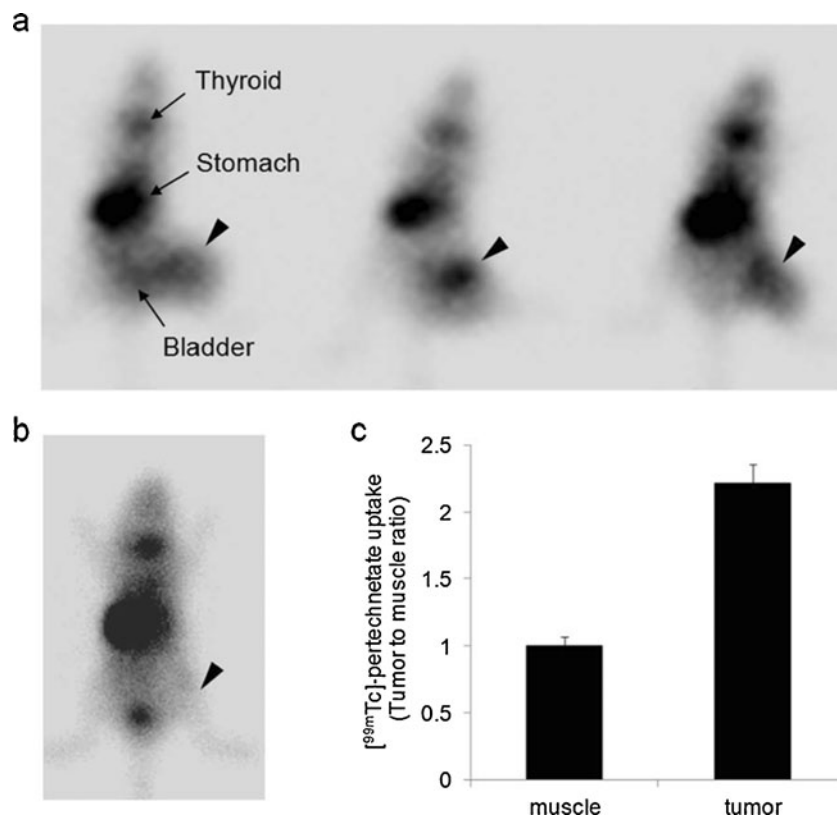 a
Thyroid
Stomach
Bladder
b
c
[99mTc]-pertechnetate uptake
(Tumor to muscle ratio)
2.5
2
1.5
1
0.5
0
muscle
tumor